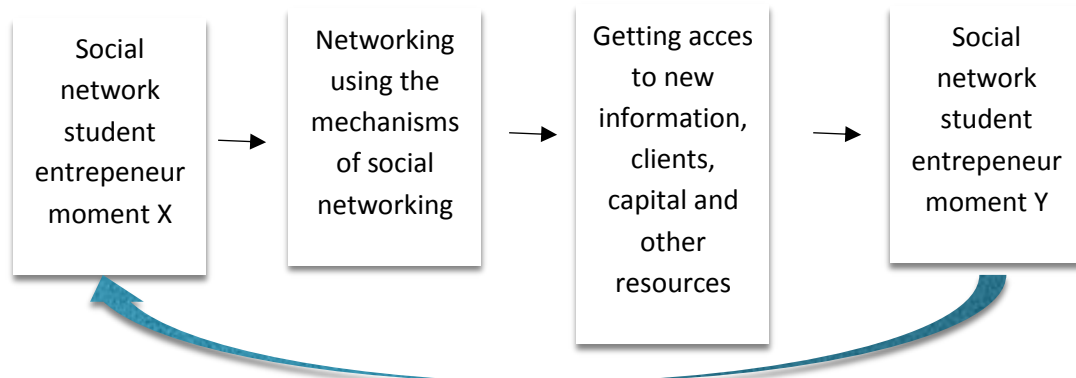 Social
network
student
entrepeneur
moment X
Networking
using the
mechanisms
of social
networking
Getting acces
to new
information,
clients,
capital and
other
resources
Social
network
student
entrepeneur
moment Y